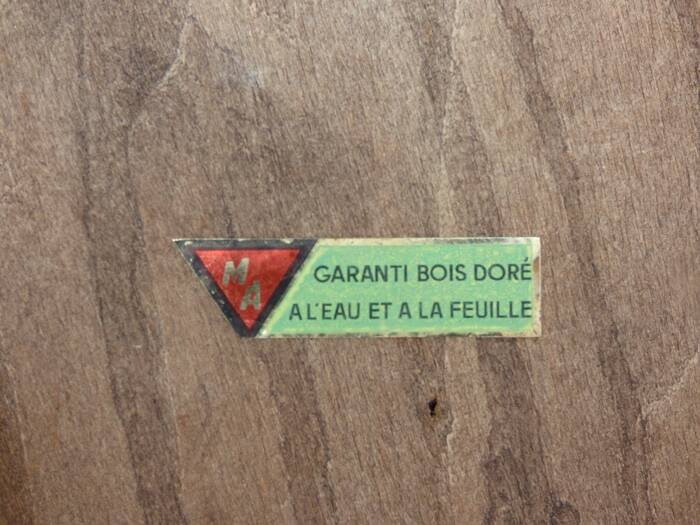 MA
GARANTI BOIS DORÉ
A L'EAU ET A LA FEUILLE